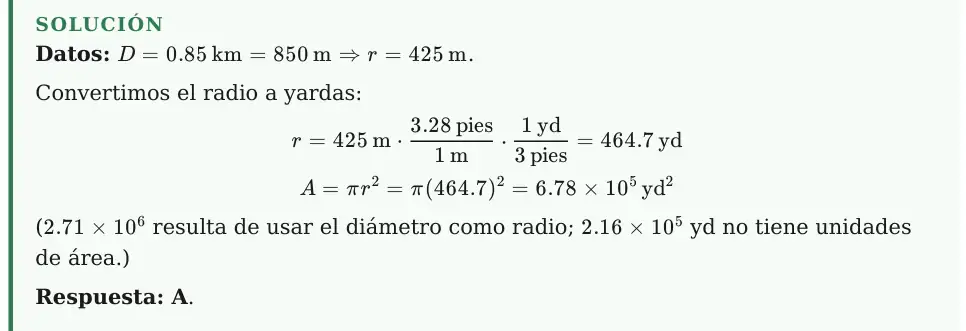 SOLUCIÓN
Datos: D = 0.85 km = 850 m ⇒ r = 425 m.
Convertimos el radio a yardas:
r = 425 m · 3.28 pies / 1 m · 1 yd / 3 pies = 464.7 yd
A = πr² = π(464.7)² = 6.78 × 10⁵ yd²
(2.71 × 10⁶ resulta de usar el diámetro como radio; 2.16 × 10⁵ yd no tiene unidades
de área.)
Respuesta: A.